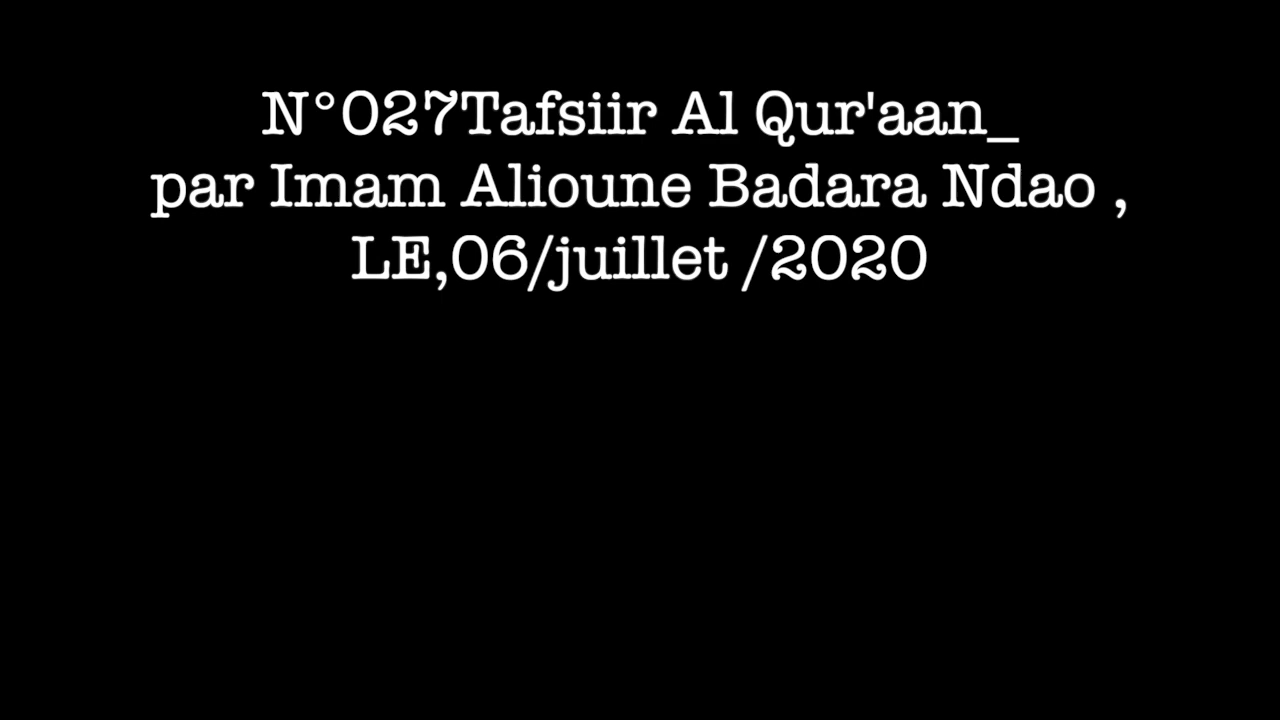 N°027Tafsiir Al Qur'aan_
par Imam Alioune Badara Ndao ,
LE,06/juillet /2020